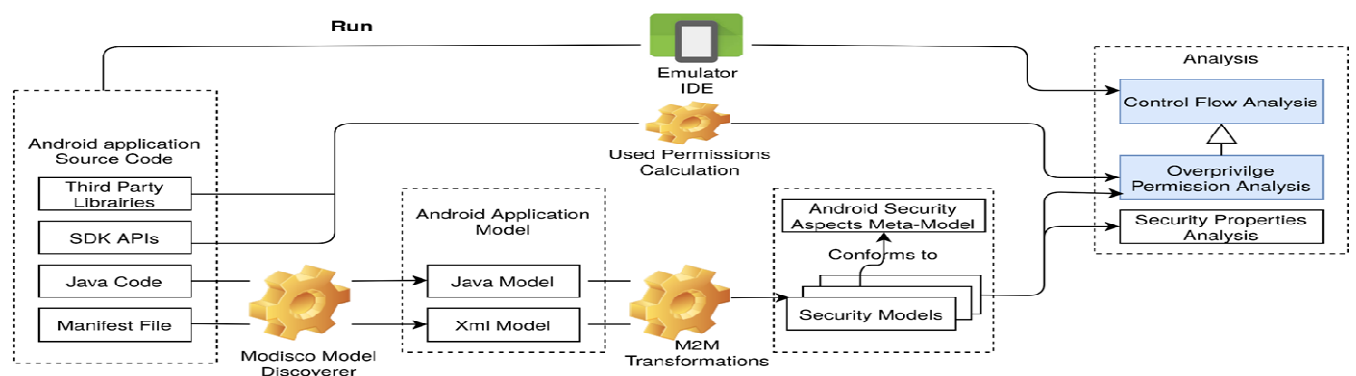 Run
Emulator
IDE
Analysis
Control Flow Analysis
Overprivilge
Permission Analysis
Security Properties
Analysis
Used Permissions
Calculation
Android application
Source Code
Third Party
Librairies
SDK APIs
Java Code
Manifest File
Modisco Model
Discoverer
Android Application
Model
Java Model
Xml Model
M2M
Transformations
Android Security
Aspects Meta-Model
Conforms to
Security Models